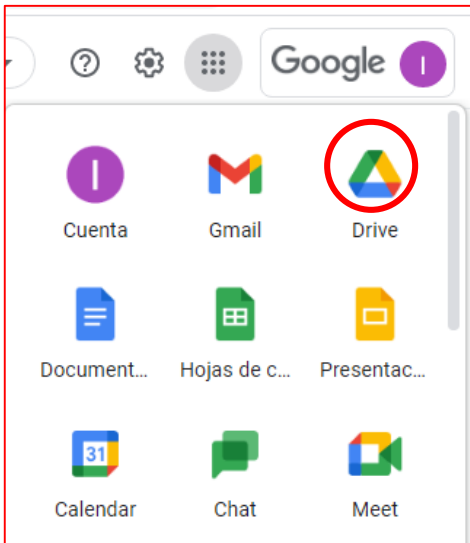 Google I
I
Cuenta Gmail Drive
Document... Hojas de c... Presentac...
31
Calendar Chat Meet